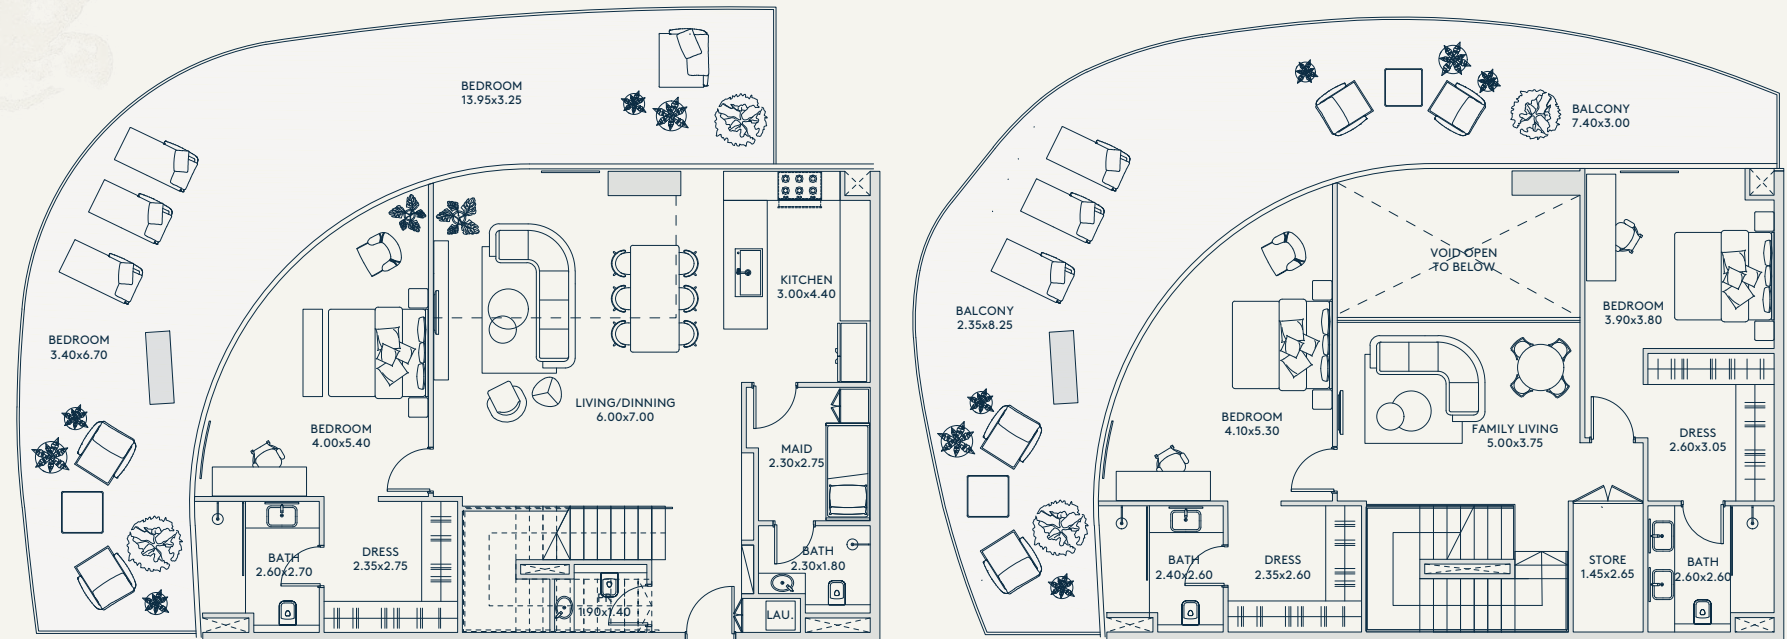 BEDROOM
13.95x3.25
BEDROOM
3.40x6.70
KITCHEN
3.00x4.40
LIVING/DINNING
6.00x7.00
BEDROOM
4.00x5.40
MAID
2.30x2.75
BATH
2.60x2.70
DRESS
2.35x2.75
BATH
2.30x1.80
1.90x1.40
LAU.
BALCONY
7.40x3.00
VOID OPEN
TO BELOW
BALCONY
2.35x8.25
BEDROOM
3.90x3.80
BEDROOM
4.10x5.30
FAMILY LIVING
5.00x3.75
DRESS
2.60x3.05
BATH
2.40x2.60
DRESS
2.35x2.60
STORE
1.45x2.65
BATH
2.60x2.60